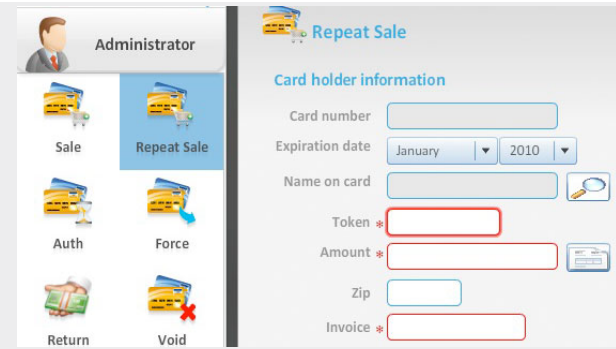 Administrator
Sale
Repeat Sale
Auth
Force
Return
Void
Repeat Sale
Card holder information
Card number
Expiration date
January
2010
Name on card
Token *
Amount *
Zip
Invoice *